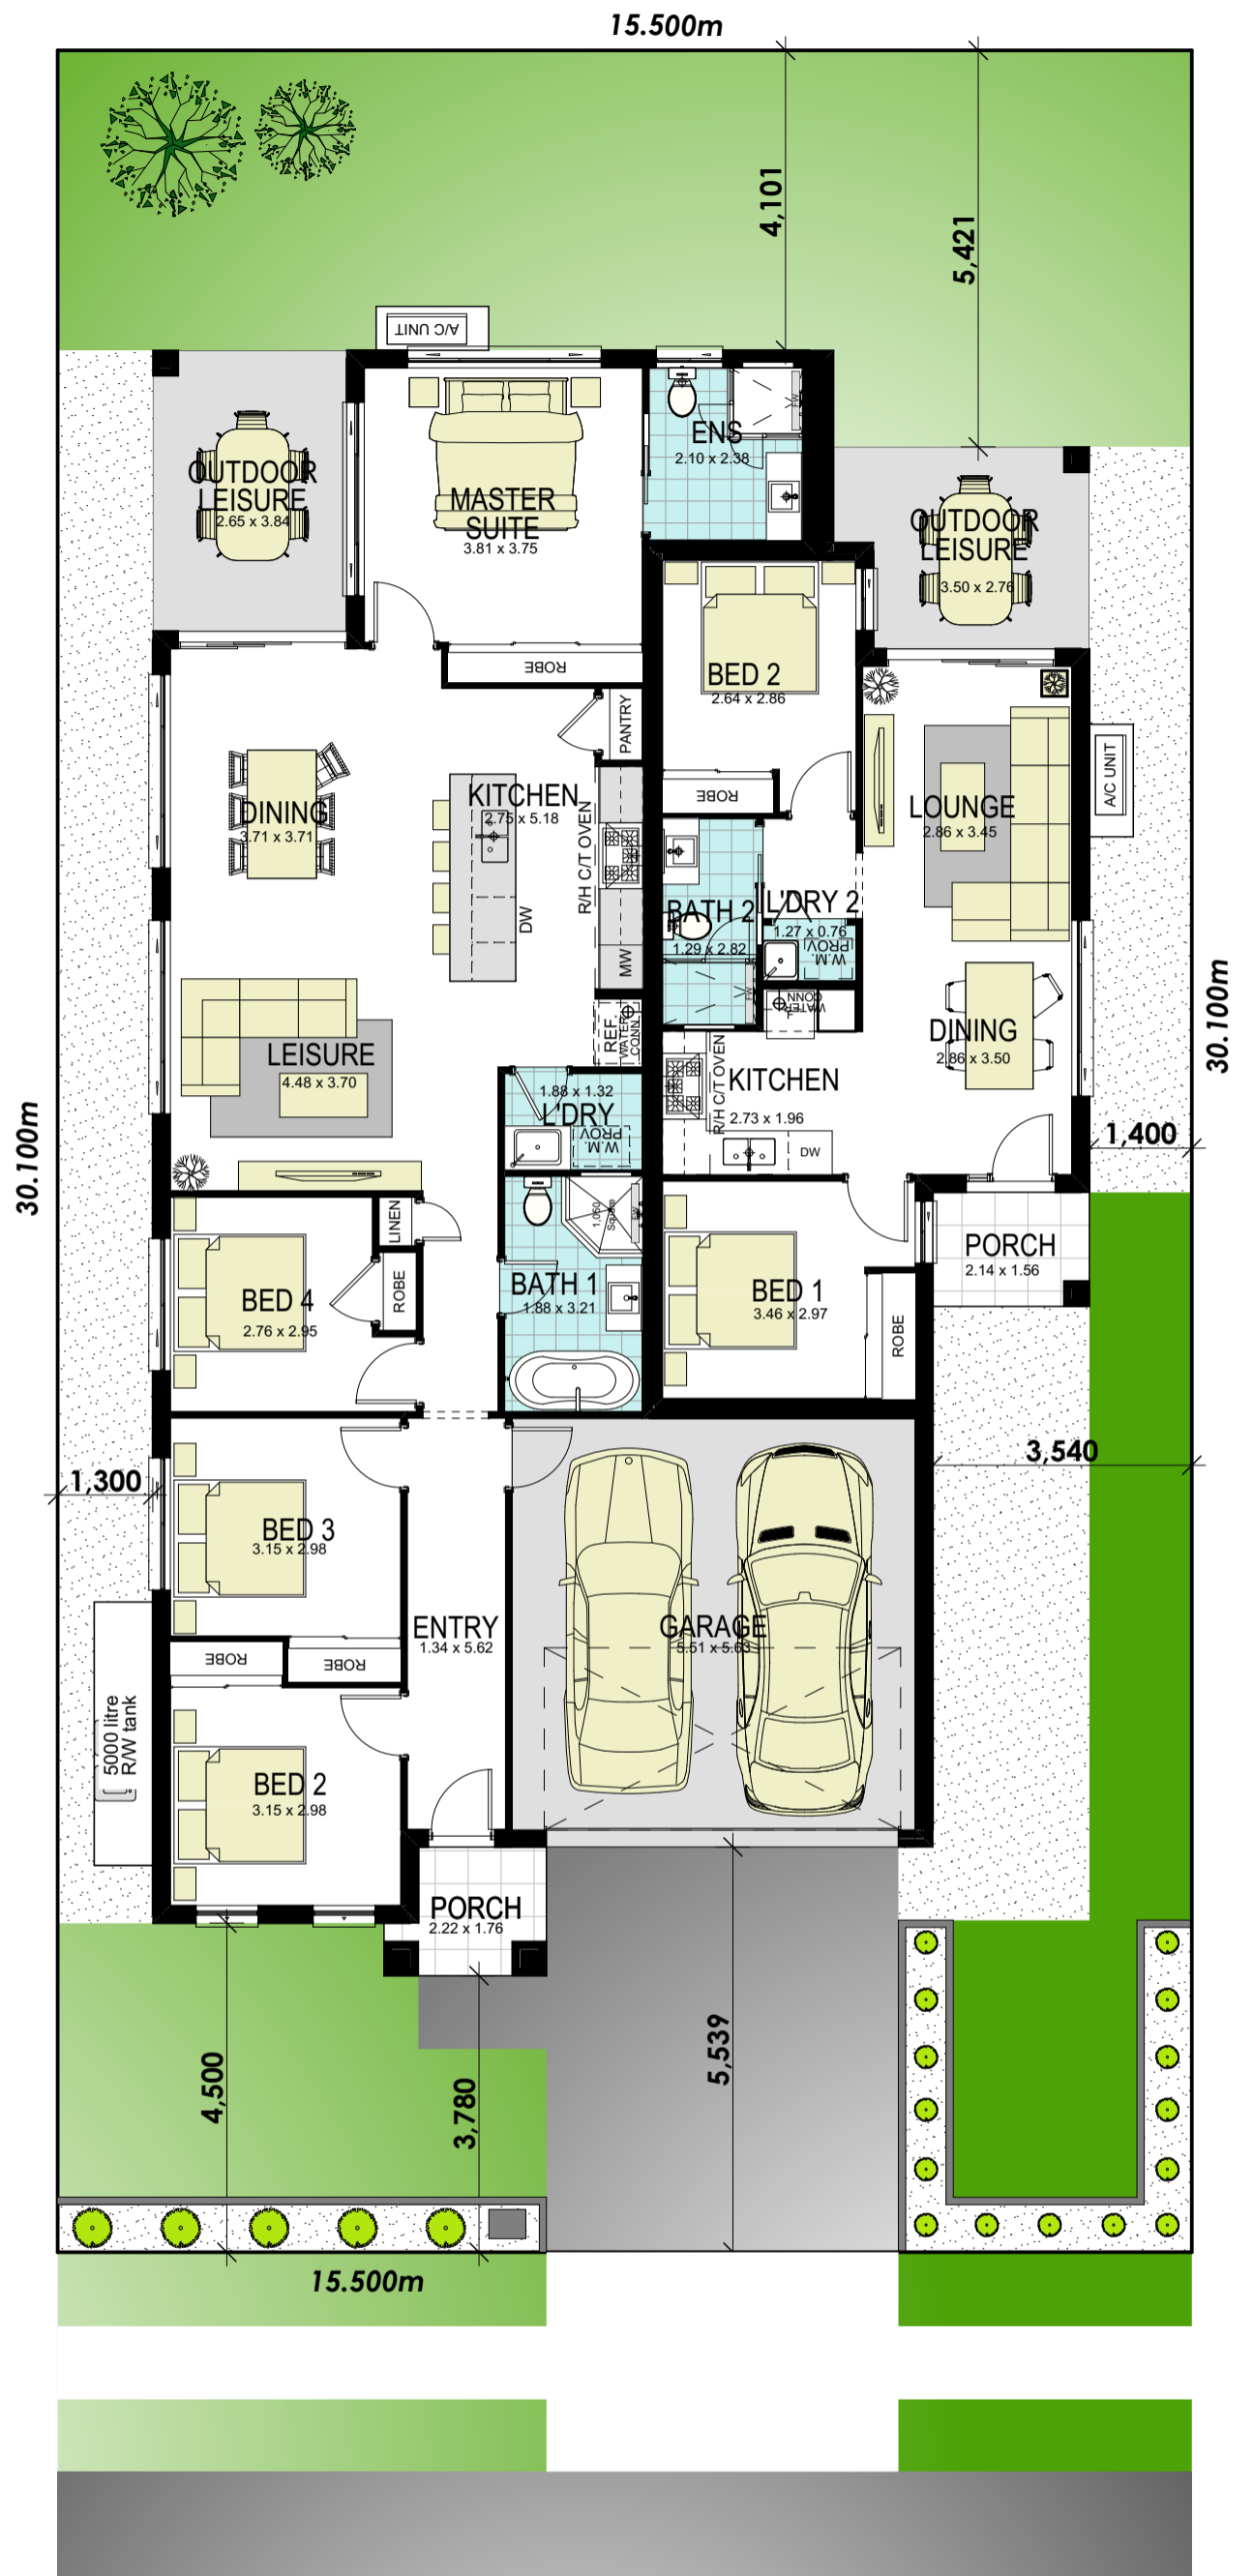 15.500m
4,101
5,421
A/C UNIT
OUTDOOR
LEISURE
2.65 x 3.84
MASTER
SUITE
3.81 x 3.75
ENS
2.10 x 2.38
FW
OUTDOOR
LEISURE
3.50 x 2.76
ROBE
BED 2
2.64 x 2.86
ROBE
PANTRY
DINING
3.71 x 3.71
KITCHEN
2.75 x 5.18
R/H C/T OVEN
DW
MW
LOUNGE
2.86 x 3.45
A/C UNIT
BATH 2
1.29 x 2.82
FW
L'DRY 2
1.27 x 0.76
W.M.
PROV.
WATER
CONN
REF.
WATER
CONN.
LEISURE
4.48 x 3.70
DINING
2.86 x 3.50
30.100m
30.100m
KITCHEN
2.73 x 1.96
R/H C/T OVEN
DW
1.88 x 1.32
L'DRY
W.M.
PROV.
1,400
LINEN
1.050
Square
FW
BED 4
2.76 x 2.95
ROBE
BATH 1
1.88 x 3.21
BED 1
3.46 x 2.97
ROBE
PORCH
2.14 x 1.56
1,300
3,540
BED 3
3.15 x 2.98
ROBE
ROBE
ENTRY
1.34 x 5.62
GARAGE
5.51 x 5.63
5000 litre
R/W tank
BED 2
3.15 x 2.98
PORCH
2.22 x 1.76
4,500
3,780
5,539
15.500m